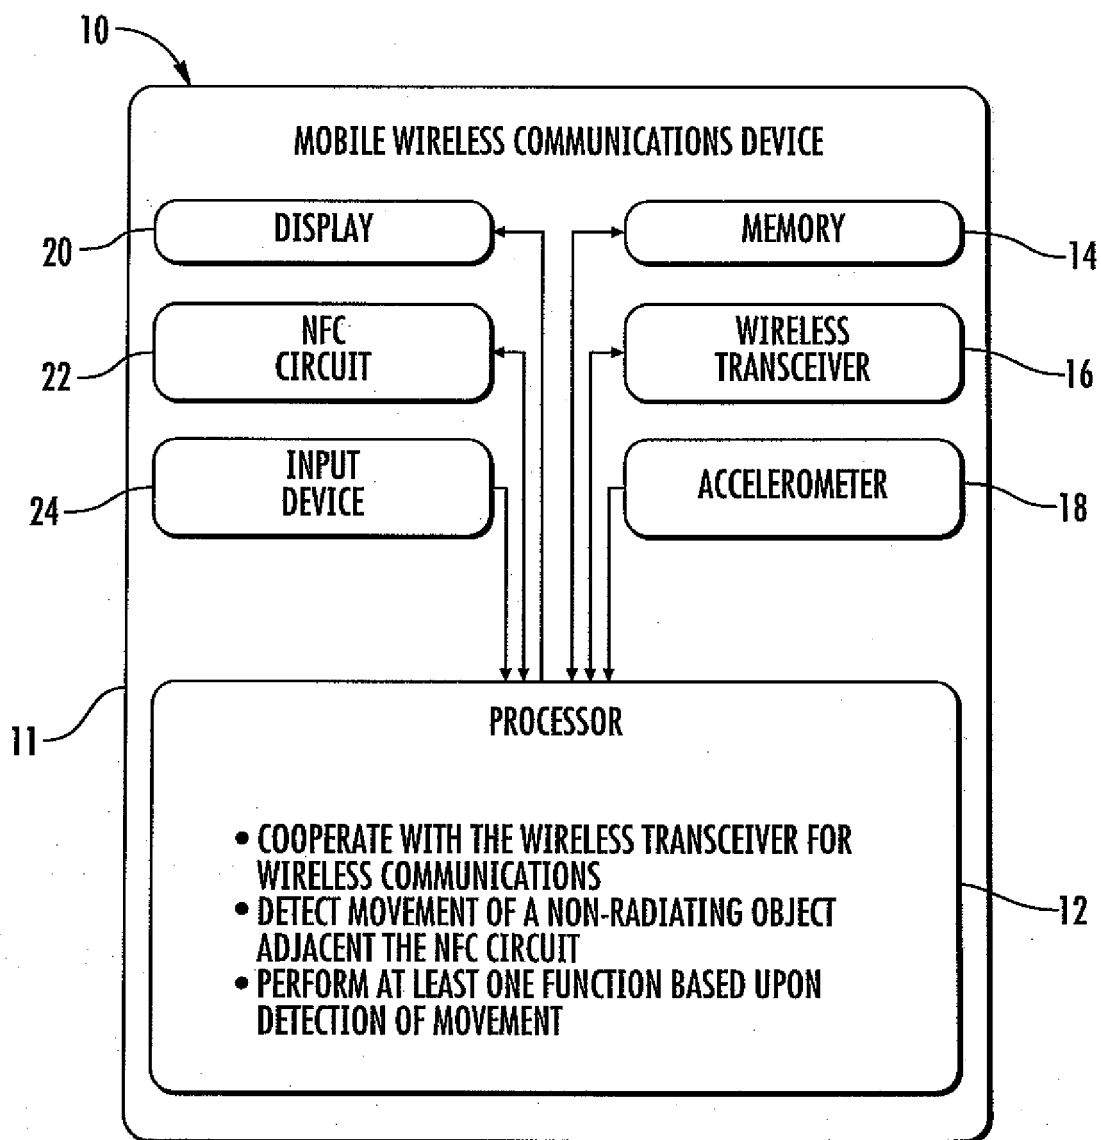 10
MOBILE WIRELESS COMMUNICATIONS DEVICE
DISPLAY
20
MEMORY
14
NFC
CIRCUIT
22
WIRELESS
TRANSCEIVER
16
INPUT
DEVICE
24
ACCELEROMETER
18
11
PROCESSOR
• COOPERATE WITH THE WIRELESS TRANSCEIVER FOR
WIRELESS COMMUNICATIONS
• DETECT MOVEMENT OF A NON-RADIATING OBJECT
ADJACENT THE NFC CIRCUIT
• PERFORM AT LEAST ONE FUNCTION BASED UPON
DETECTION OF MOVEMENT
12